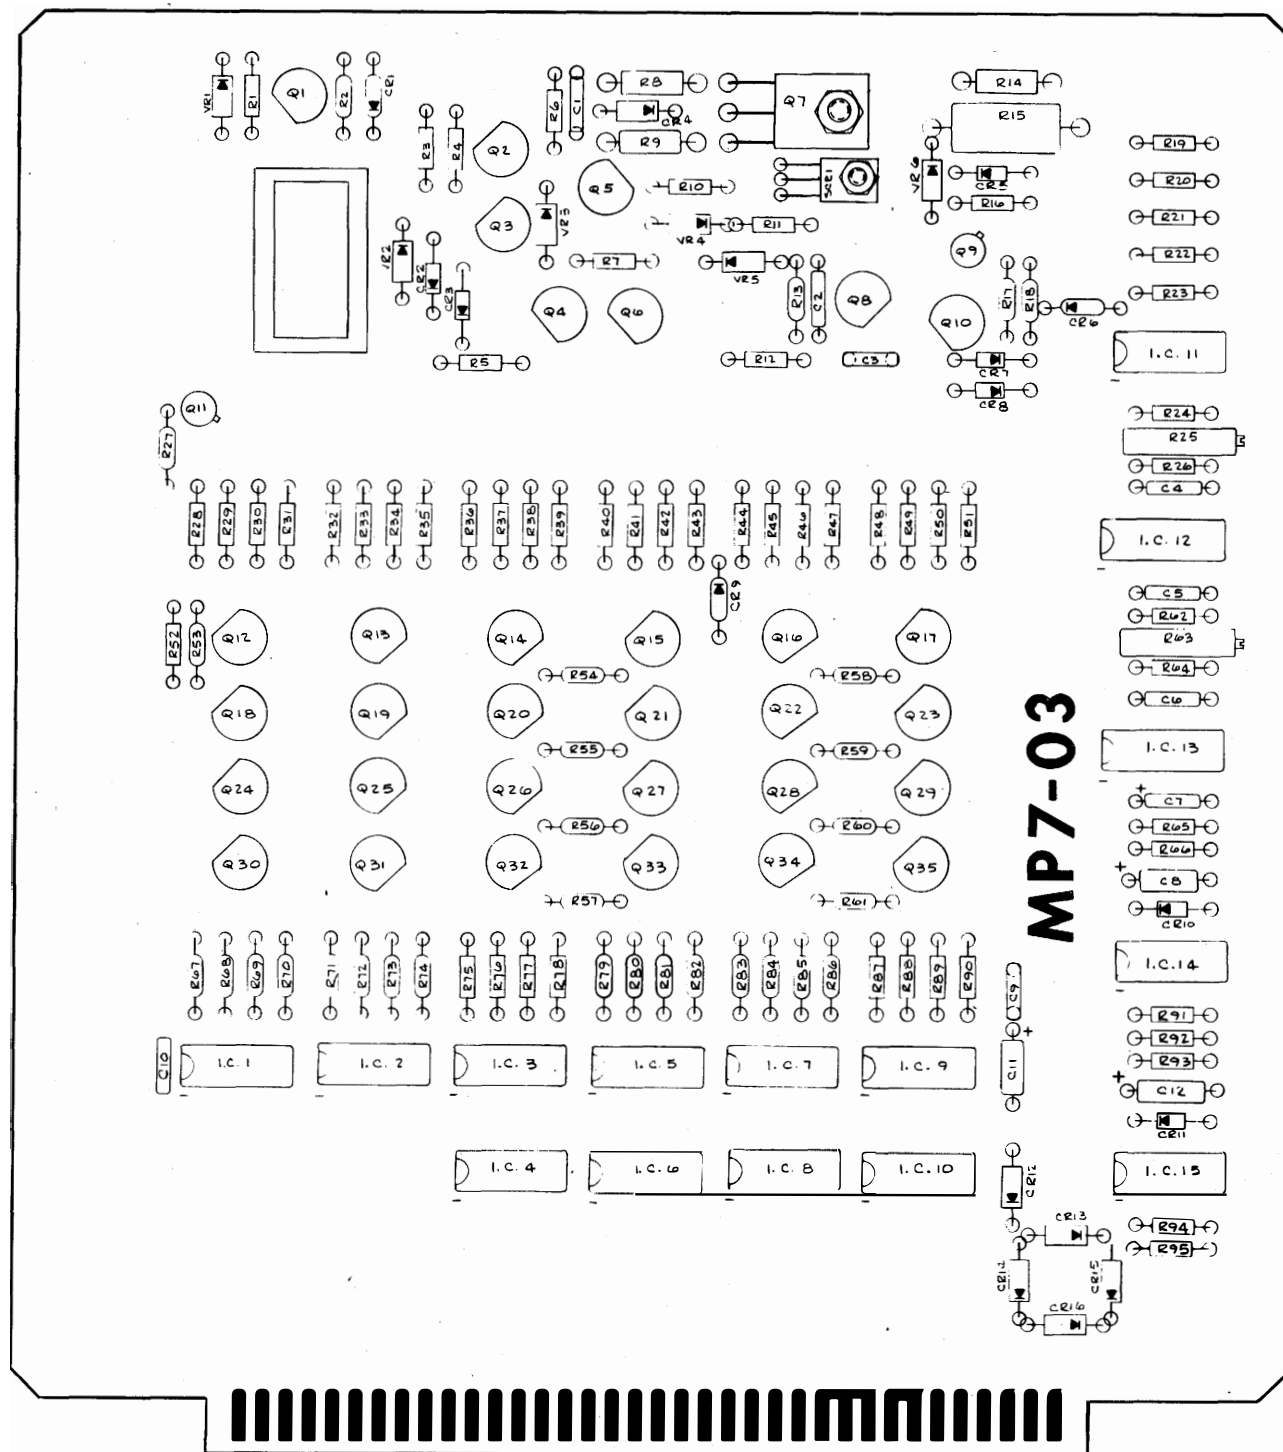 VR1 R1 Q1 R2 CR1
R3 R4 Q2
R6 C1 R8 CR4 R9
Q7
R14 R15
SCR1
VR6 CR5 R16
R19
R20
R21
R22
R23
Q3 VR3 Q5 R10
VR4 R11
VR2 CR2 CR3
R7 VR5
R13 C2 Q8
Q9
Q10 R17 R18 CR6
Q4 Q6
R5 R12 C3
CR7
CR8
I.C. 11
Q11
R27
R24
R25
R26
C4
R28 R29 R30 R31 R32 R33 R34 R35 R36 R37 R38 R39 R40 R41 R42 R43 R44 R45 R46 R47 R48 R49 R50 R51
I.C. 12
CR9
C5
R62
R63
R64
C6
R52 R53 Q12 Q13 Q14 Q15 Q16 Q17
R54 R58
Q18 Q19 Q20 Q21 Q22 Q23
R55 R59
Q24 Q25 Q26 Q27 Q28 Q29
R56 R60
Q30 Q31 Q32 Q33 Q34 Q35
R57 R61
MP7-03
I.C. 13
+
C7
R65
R66
+
C8
CR10
I.C. 14
R67 R68 R69 R70 R71 R72 R73 R74 R75 R76 R77 R78 R79 R80 R81 R82 R83 R84 R85 R86 R87 R88 R89 R90
C9
+
C11
R91
R92
R93
+
C12
CR11
C10 I.C. 1 I.C. 2 I.C. 3 I.C. 5 I.C. 7 I.C. 9
I.C. 4 I.C. 6 I.C. 8 I.C. 10
CR12
I.C. 15
R94
R95
CR13
CR14 CR15
CR16